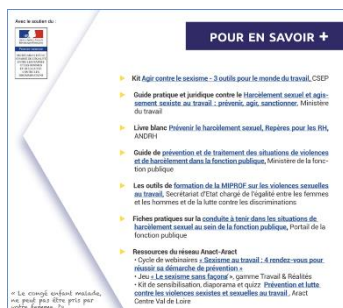 Avec le soutien du :
POUR EN SAVOIR +
Kit Agir contre le sexisme - 3 outils pour le monde du travail, CSEP
Guide pratique et juridique contre le Harcèlement sexuel et agis-
sement sexiste au travail : prévenir, agir, sanctionner, Ministère
du travail
Livre blanc Prévenir le harcèlement sexuel, Repères pour les RH,
ANDRH
Guide de prévention et de traitement des situations de violences
et de harcèlement dans la fonction publique, Ministère de la fonc-
tion publique
Les outils de formation de la MIPROF sur les violences sexuelles
au travail, Secrétariat d'Etat chargé de l'égalité entre les femmes
et les hommes et de la lutte contre les discriminations
Fiches pratiques sur la conduite à tenir dans les situations de
harcèlement sexuel au sein de la fonction publique, Portail de la
fonction publique
Ressources du réseau Anact-Aract
• Cycle de webinaires « Sexisme au travail : 4 rendez-vous pour
réussir sa démarche de prévention »
• Jeu « Le sexisme sans façons », gamme Travail & Réalités
• Kit de sensibilisation, diaporama et quizz Prévention et lutte
contre les violences sexistes et sexuelles au travail, Aract
Centre Val de Loire
« Le congé enfant malade,
ne peut pas être pris par
votre femme ?»